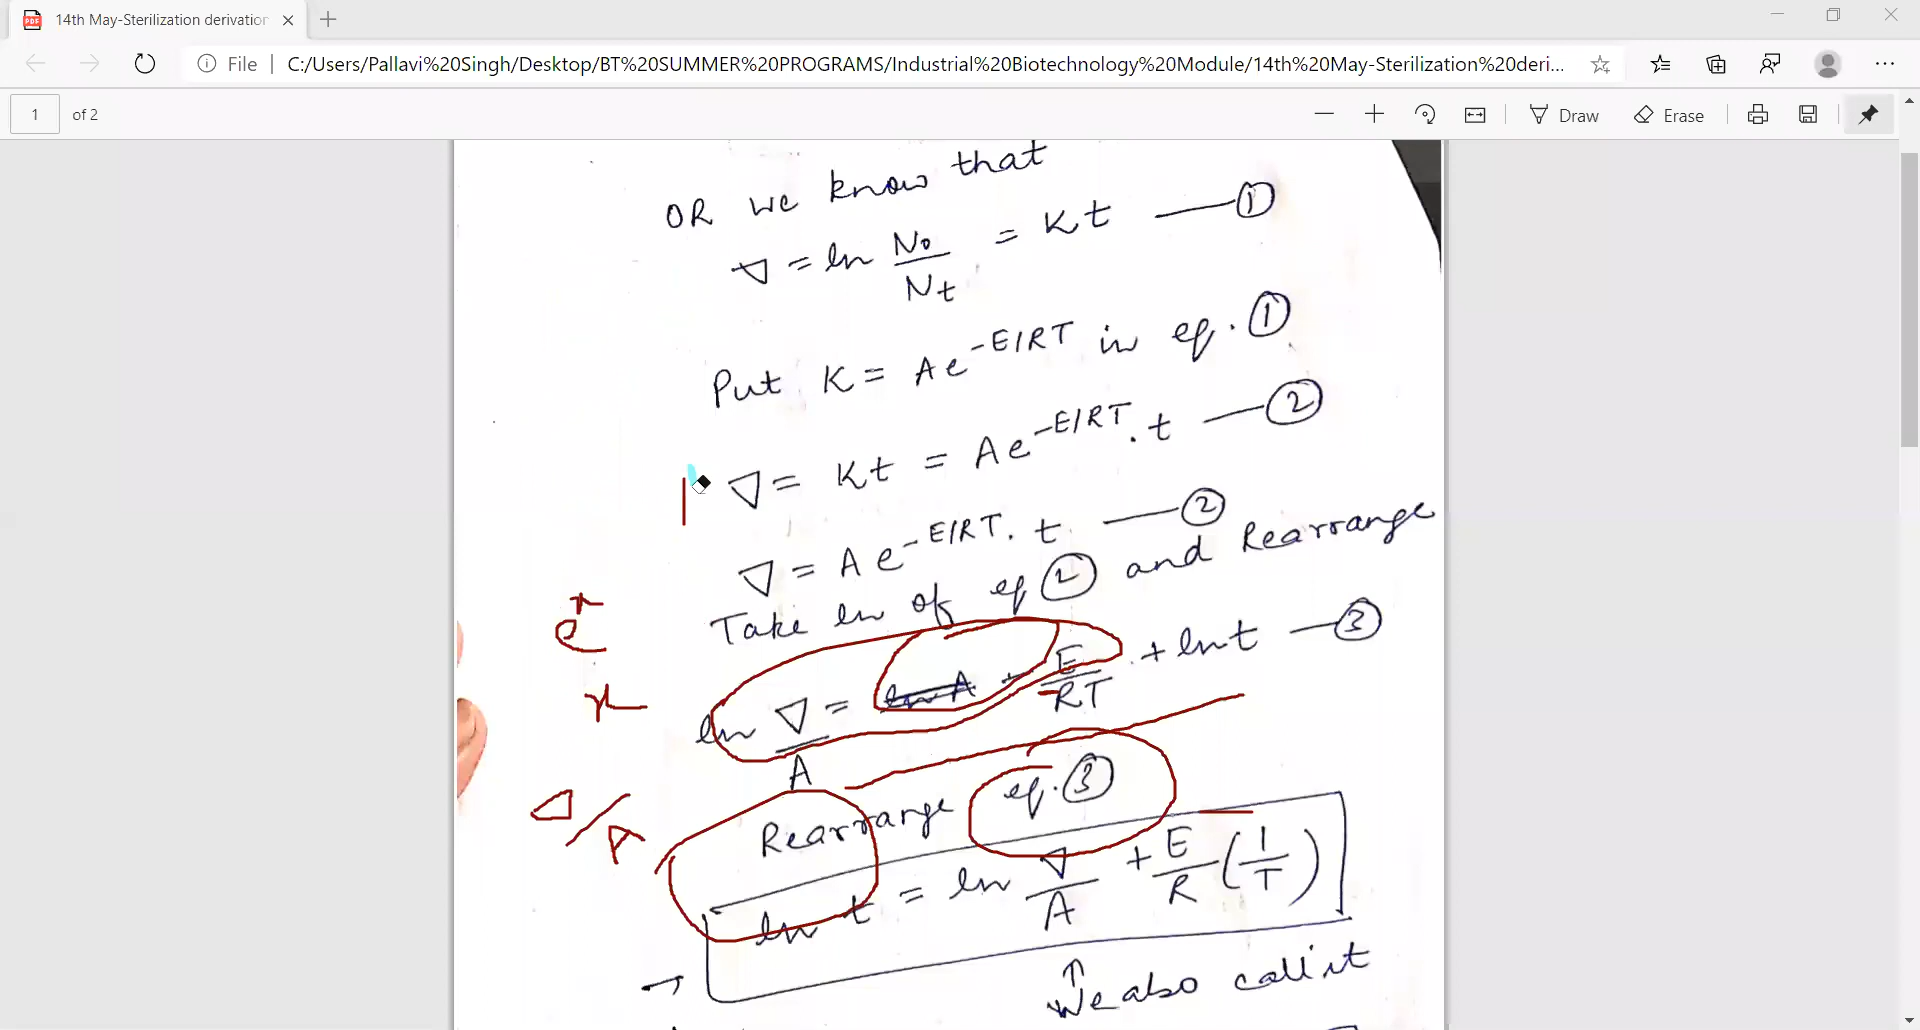 14th May-Sterilization derivation
File | C:/Users/Pallavi%20Singh/Desktop/BT%20SUMMER%20PROGRAMS/Industrial%20Biotechnology%20Module/14th%20May-Sterilization%20deri...
1 of 2
Draw Erase
OR we know that
∇ = ln N₀/Nt = Kt — ①
Put K = Ae^-E/RT in eq. ①
∇ = Kt = Ae^-E/RT . t — ②
∇ = Ae^-E/RT . t — ②
Take ln of eq ② and Rearrange
e^x
ln ∇/A = ln A + E/RT + ln t — ③
x
Rearrange eq. ③
∇/A
ln t = ln ∇/A + E/R (1/T)
→ ↑
We also call it